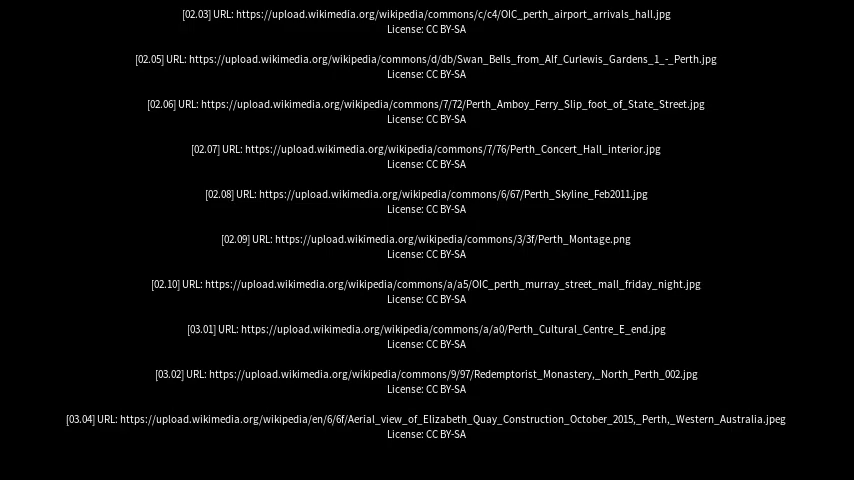 [02.03] URL: https://upload.wikimedia.org/wikipedia/commons/c/c4/OIC_perth_airport_arrivals_hall.jpg
License: CC BY-SA
[02.05] URL: https://upload.wikimedia.org/wikipedia/commons/d/db/Swan_Bells_from_Alf_Curlewis_Gardens_1_-_Perth.jpg
License: CC BY-SA
[02.06] URL: https://upload.wikimedia.org/wikipedia/commons/7/72/Perth_Amboy_Ferry_Slip_foot_of_State_Street.jpg
License: CC BY-SA
[02.07] URL: https://upload.wikimedia.org/wikipedia/commons/7/76/Perth_Concert_Hall_interior.jpg
License: CC BY-SA
[02.08] URL: https://upload.wikimedia.org/wikipedia/commons/6/67/Perth_Skyline_Feb2011.jpg
License: CC BY-SA
[02.09] URL: https://upload.wikimedia.org/wikipedia/commons/3/3f/Perth_Montage.png
License: CC BY-SA
[02.10] URL: https://upload.wikimedia.org/wikipedia/commons/a/a5/OIC_perth_murray_street_mall_friday_night.jpg
License: CC BY-SA
[03.01] URL: https://upload.wikimedia.org/wikipedia/commons/a/a0/Perth_Cultural_Centre_E_end.jpg
License: CC BY-SA
[03.02] URL: https://upload.wikimedia.org/wikipedia/commons/9/97/Redemptorist_Monastery,_North_Perth_002.jpg
License: CC BY-SA
[03.04] URL: https://upload.wikimedia.org/wikipedia/en/6/6f/Aerial_view_of_Elizabeth_Quay_Construction_October_2015,_Perth,_Western_Australia.jpeg
License: CC BY-SA